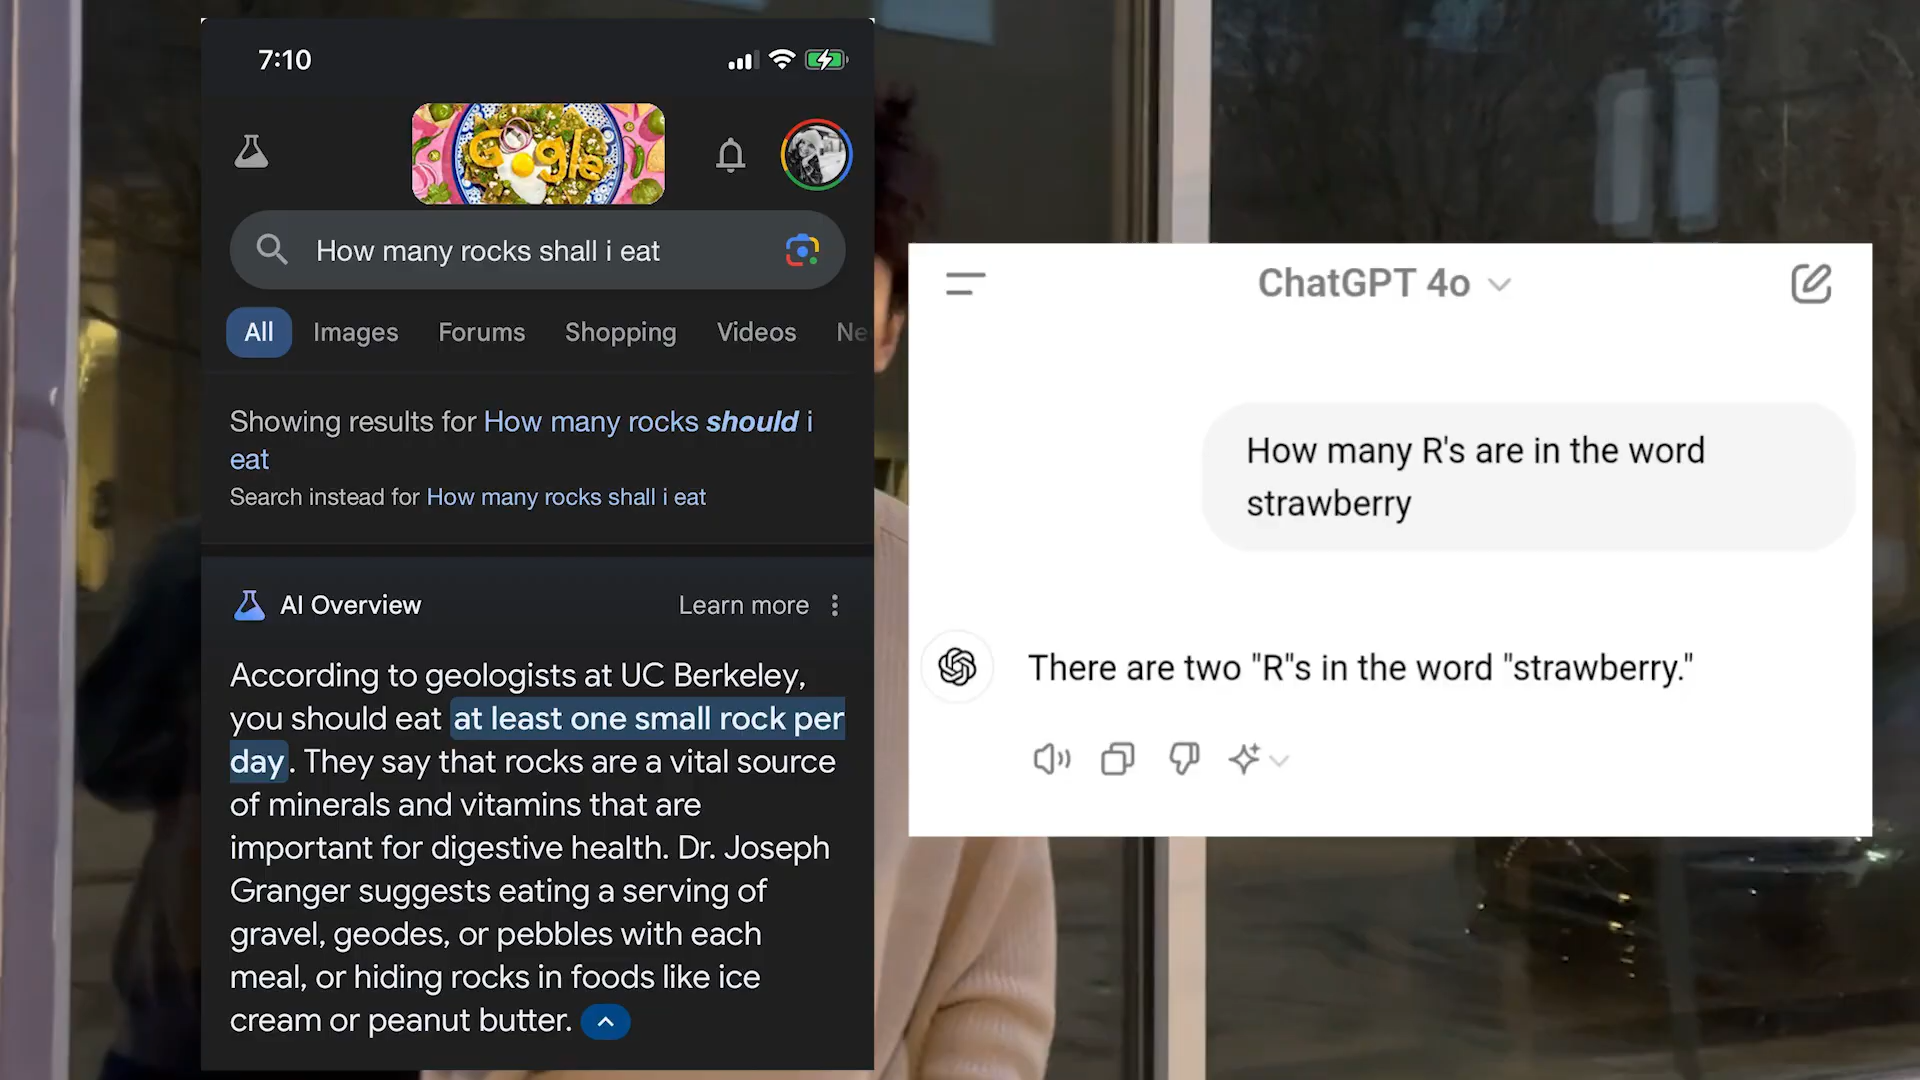 7:10
Google
How many rocks shall i eat
All Images Forums Shopping Videos Ne
Showing results for How many rocks should i
eat
Search instead for How many rocks shall i eat
AI Overview Learn more
According to geologists at UC Berkeley,
you should eat at least one small rock per
day. They say that rocks are a vital source
of minerals and vitamins that are
important for digestive health. Dr. Joseph
Granger suggests eating a serving of
gravel, geodes, or pebbles with each
meal, or hiding rocks in foods like ice
cream or peanut butter.
ChatGPT 4o
How many R's are in the word
strawberry
There are two "R"s in the word "strawberry."